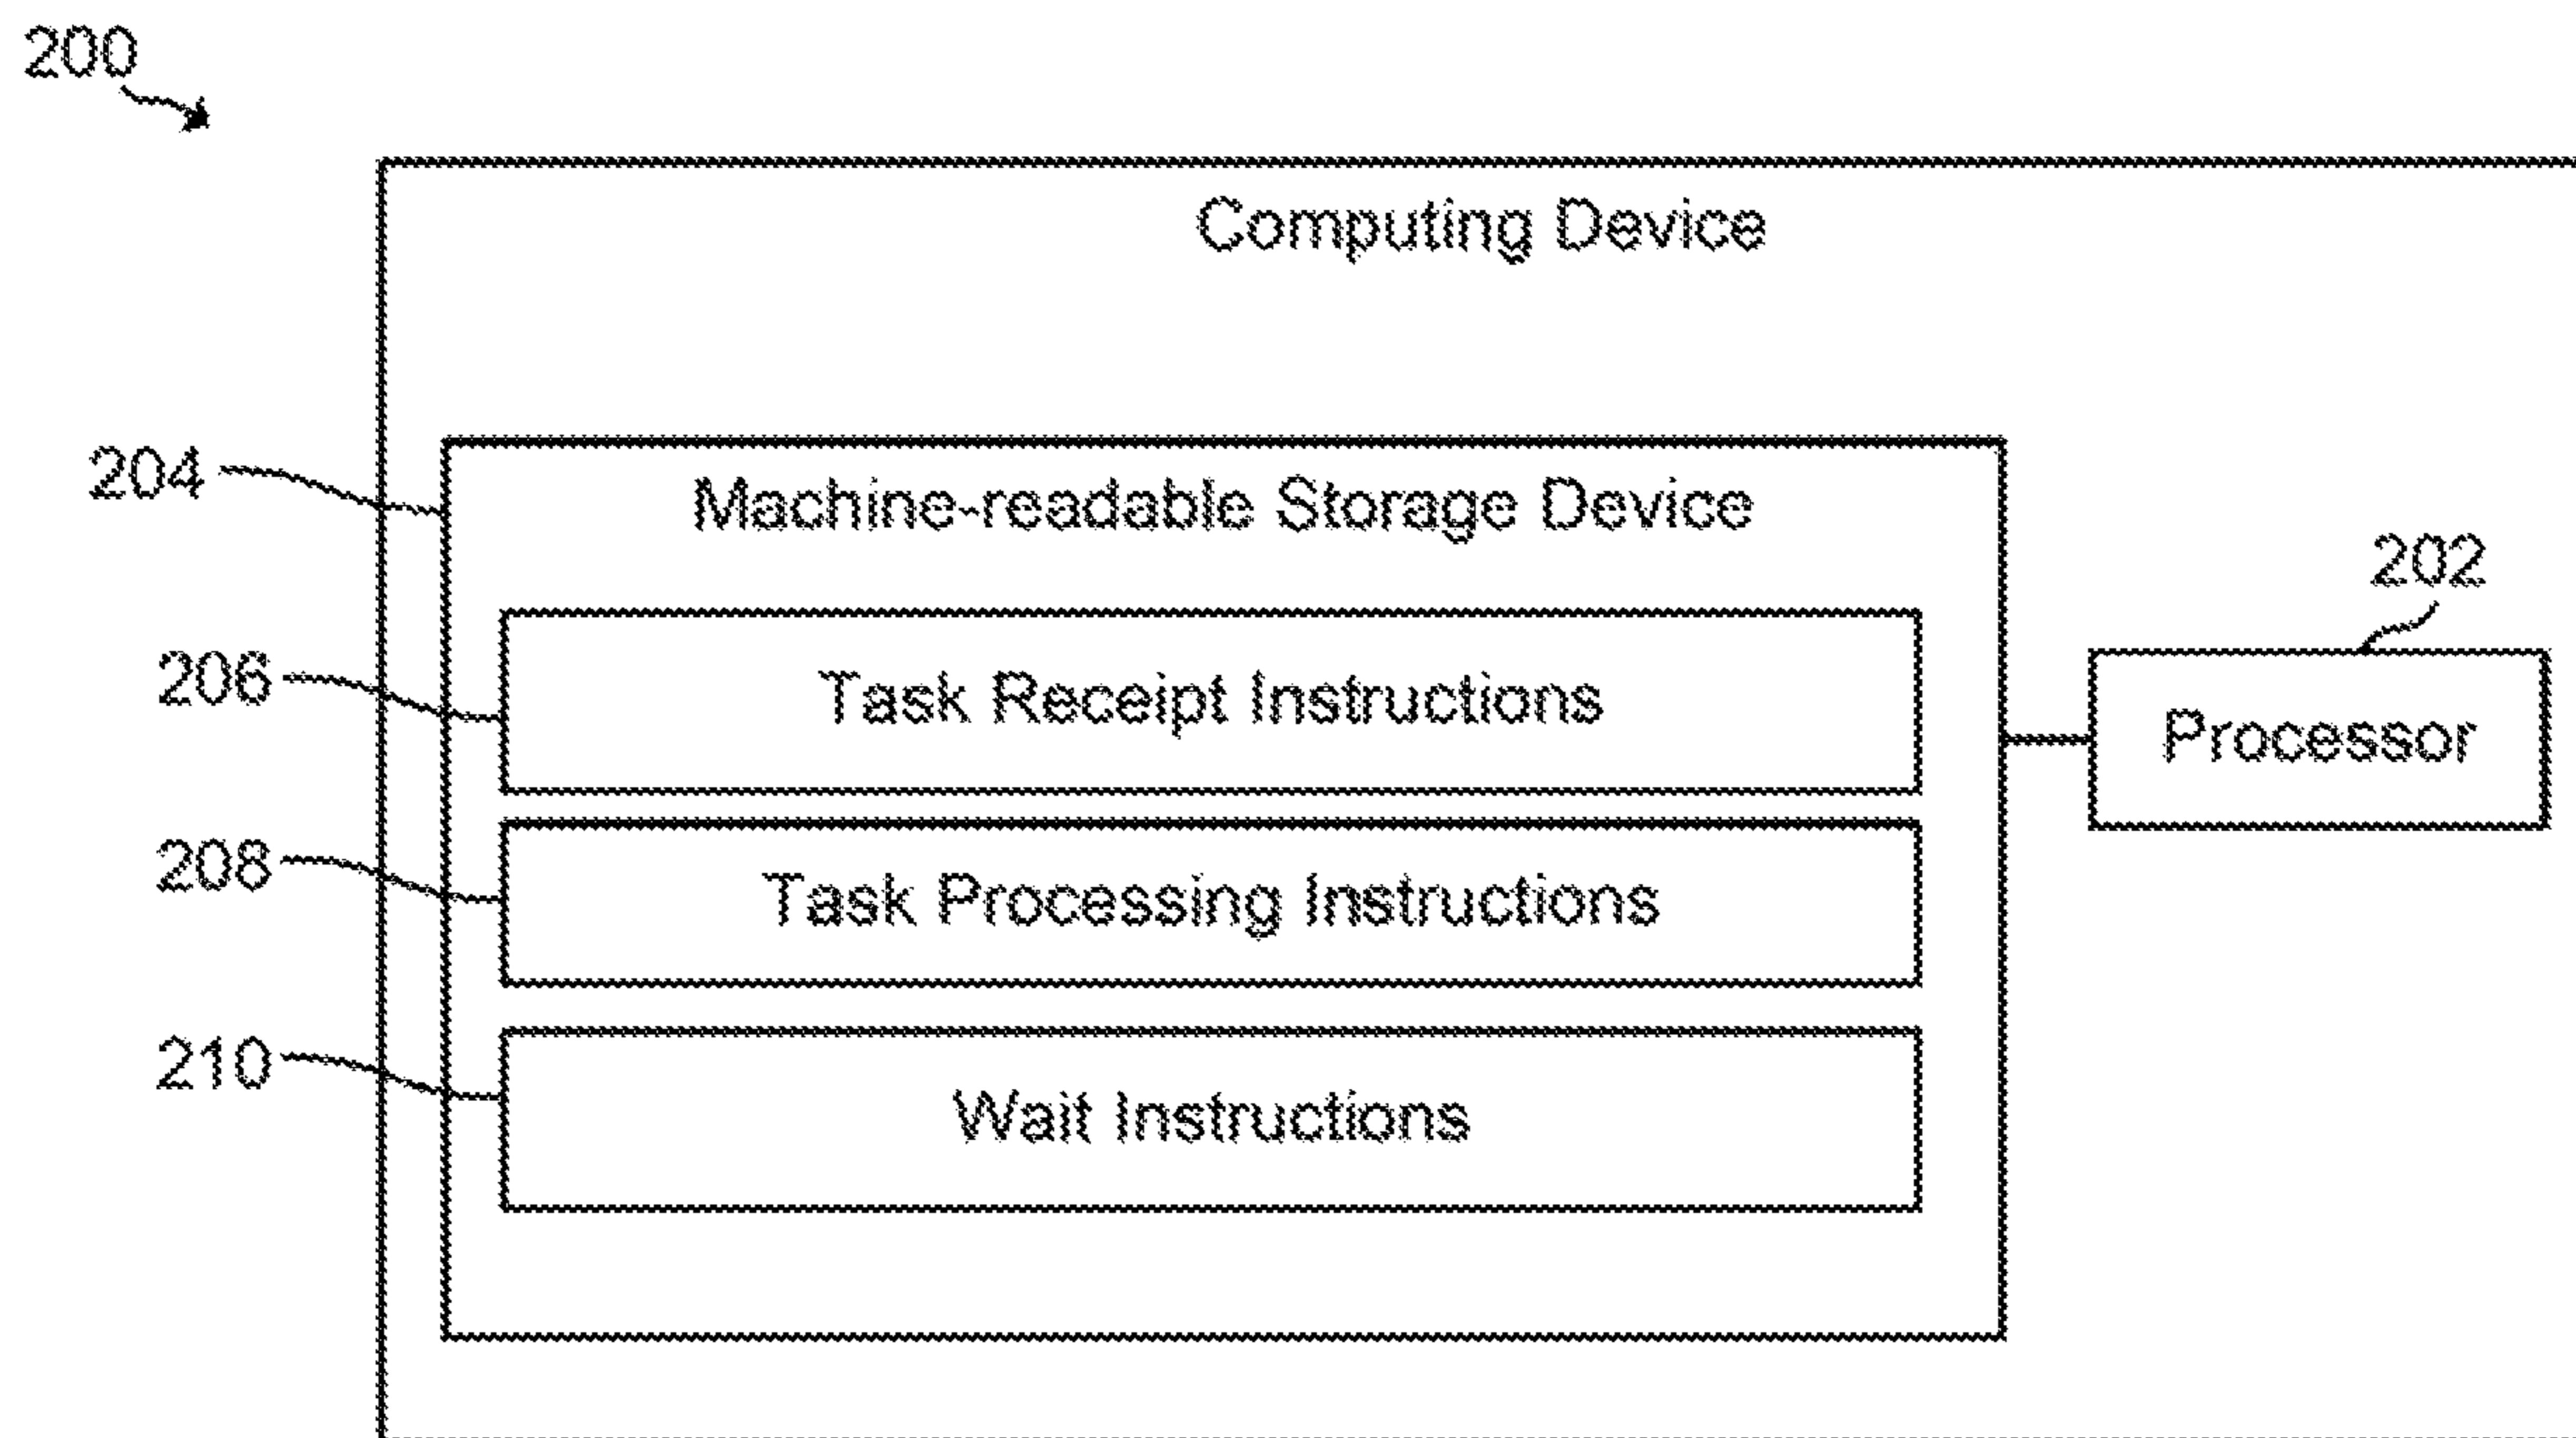 200
Computing Device
204
Machine-readable Storage Device
202
206
Task Receipt Instructions
Processor
208
Task Processing Instructions
210
Wait Instructions